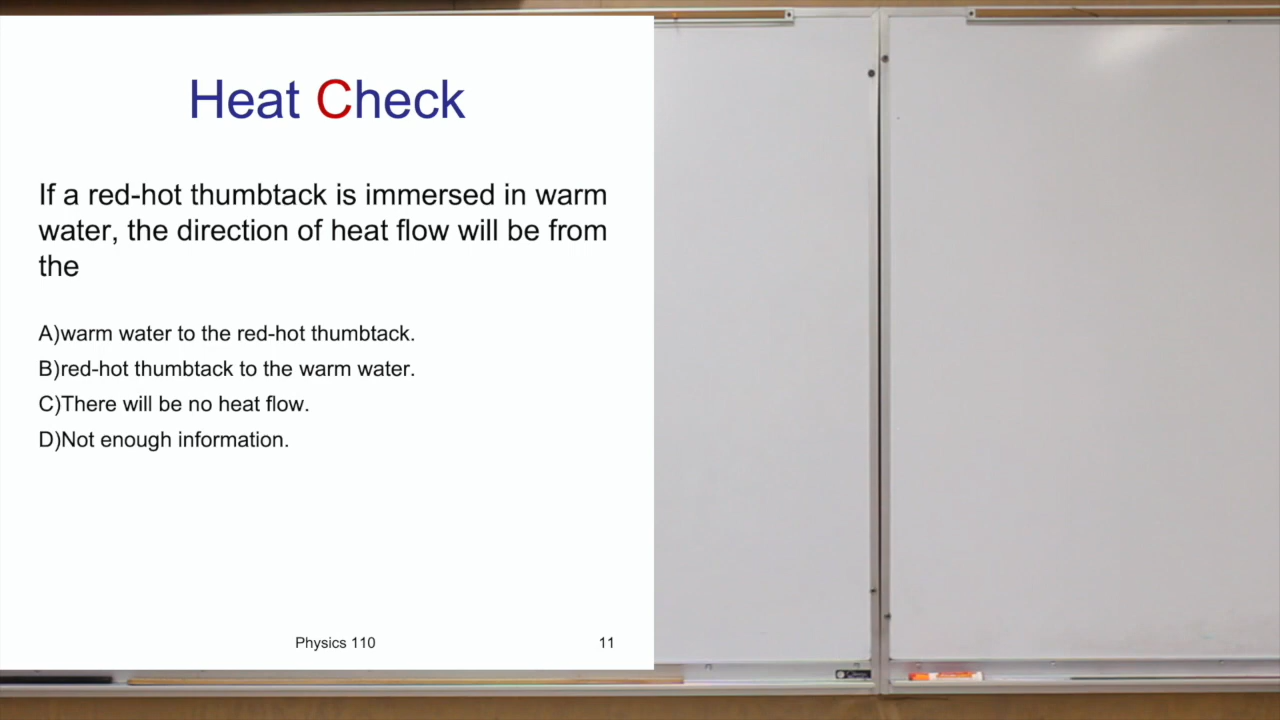 Heat Check
If a red-hot thumbtack is immersed in warm
water, the direction of heat flow will be from
the
A)warm water to the red-hot thumbtack.
B)red-hot thumbtack to the warm water.
C)There will be no heat flow.
D)Not enough information.
Physics 110
11